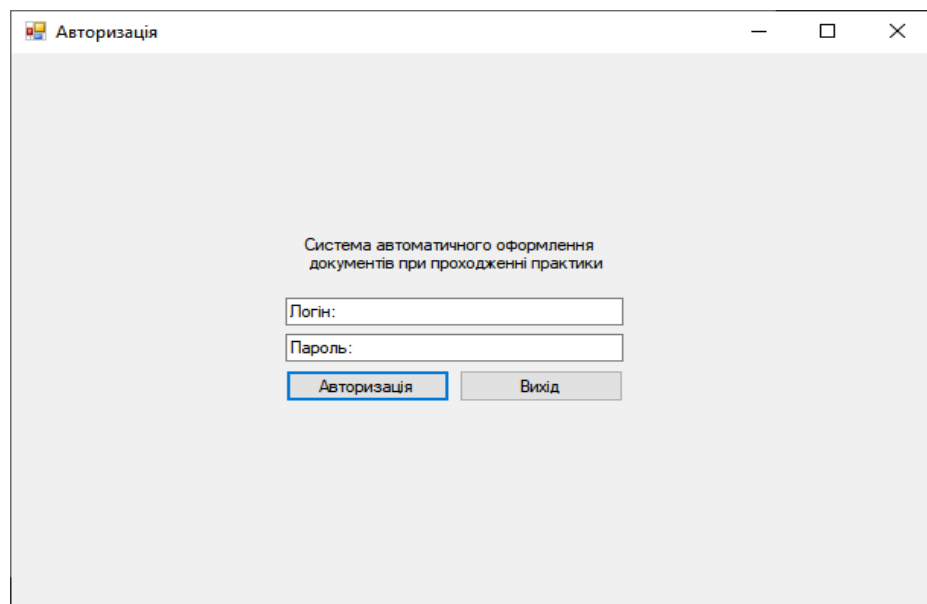 Авторизація
Система автоматичного оформлення
документів при проходженні практики
Логін:
Пароль:
Авторизація Вихід